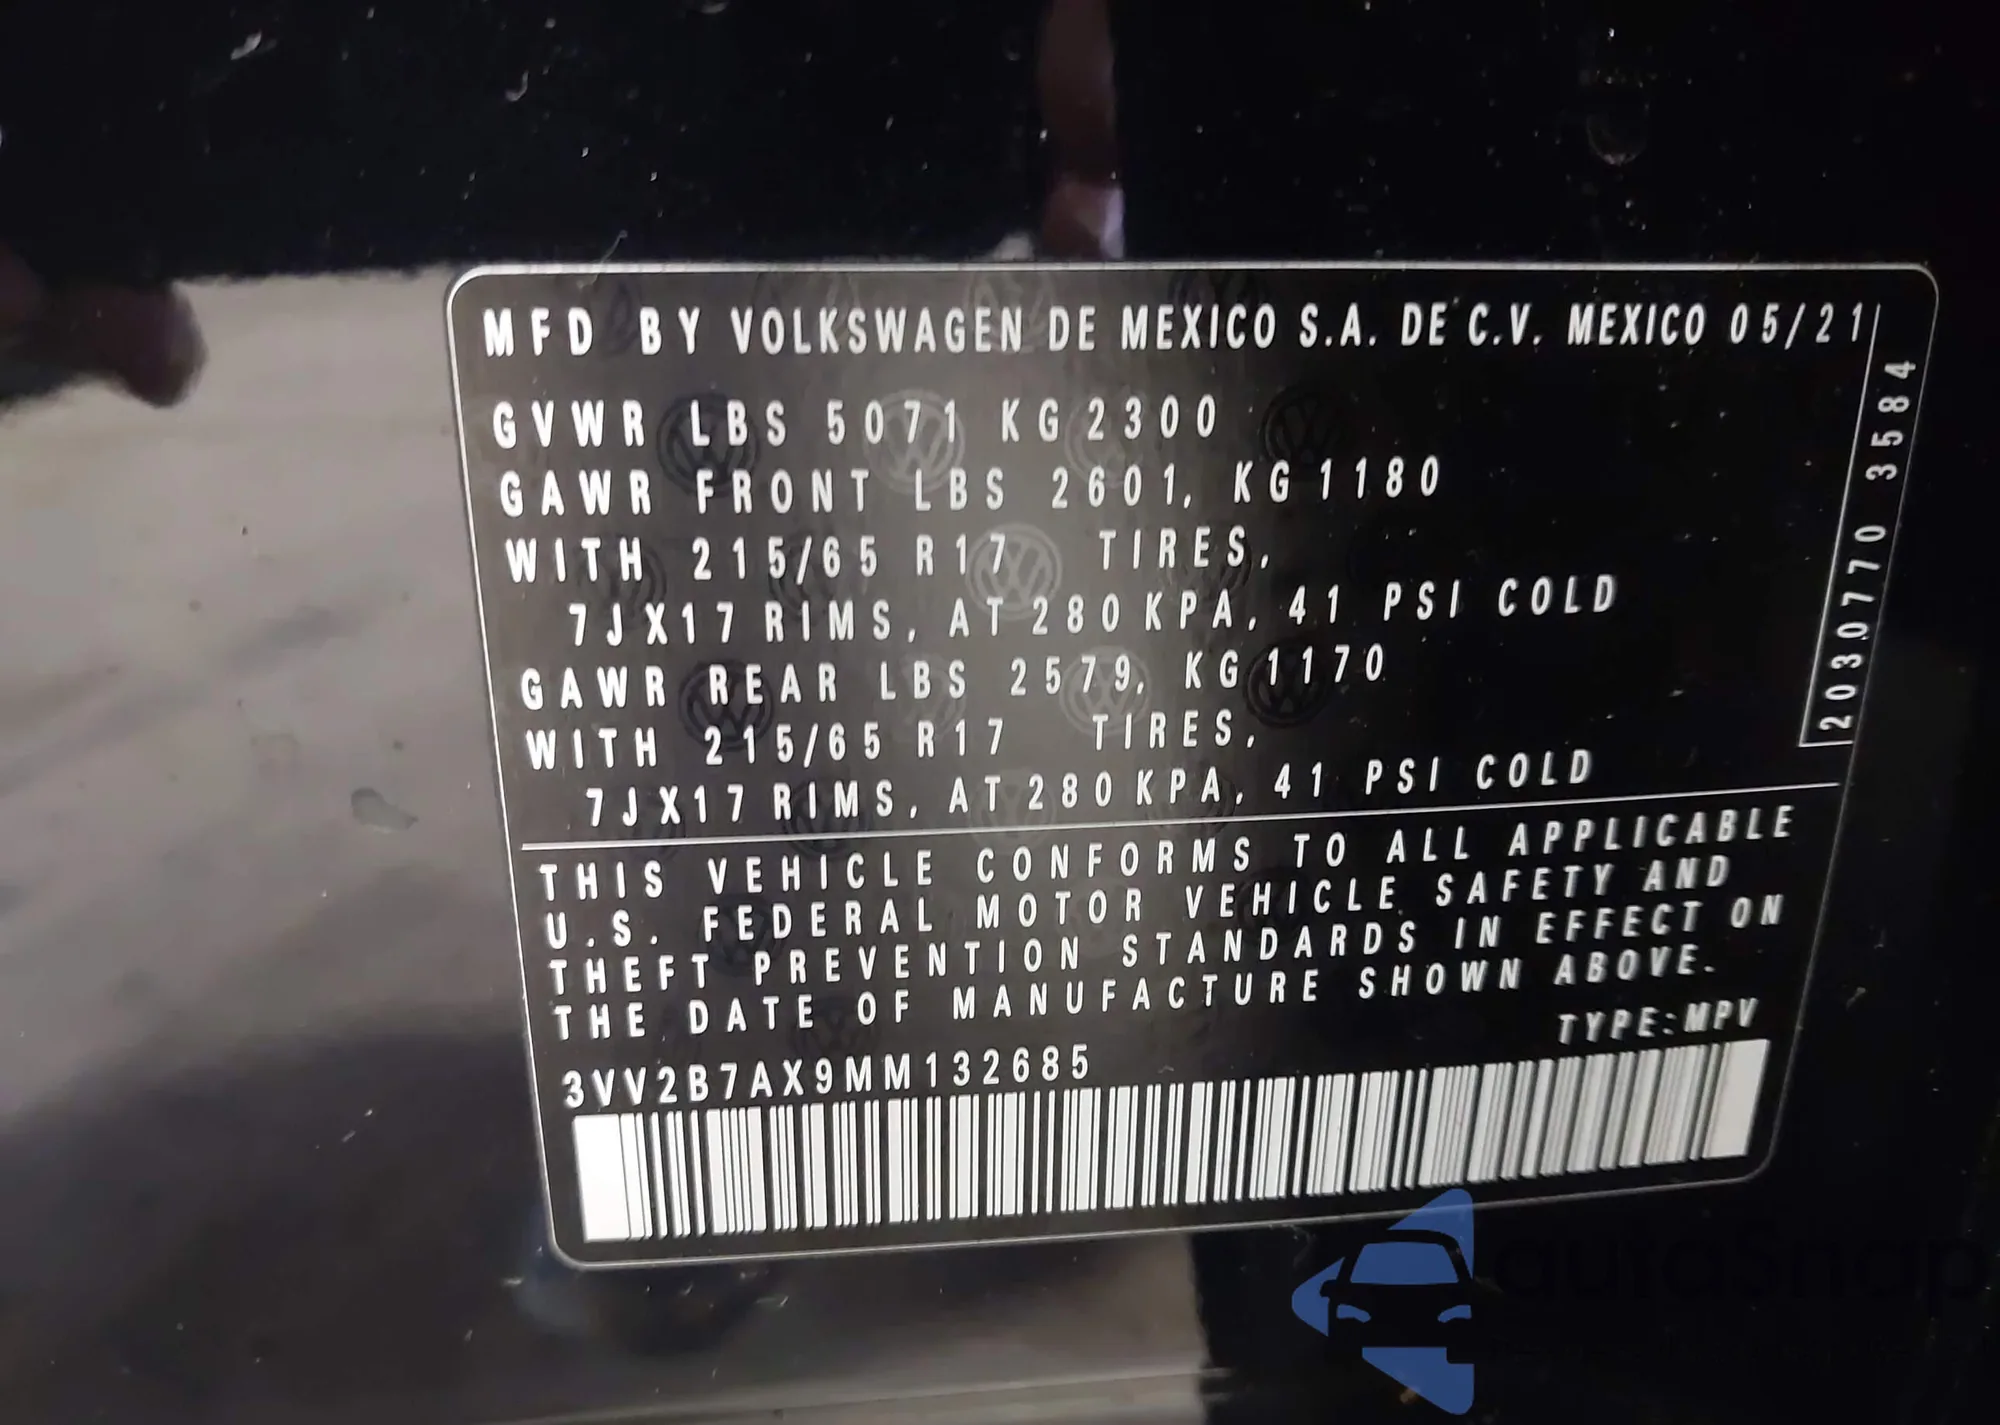 MFD BY VOLKSWAGEN DE MEXICO S.A. DE C.V. MEXICO 05/21
GVWR LBS 5071 KG 2300
GAWR FRONT LBS 2601, KG 1180
WITH 215/65 R17 TIRES,
7JX17 RIMS, AT 280 KPA, 41 PSI COLD
GAWR REAR LBS 2579, KG 1170
WITH 215/65 R17 TIRES,
7JX17 RIMS, AT 280 KPA, 41 PSI COLD
2030770 3584
THIS VEHICLE CONFORMS TO ALL APPLICABLE
U.S. FEDERAL MOTOR VEHICLE SAFETY AND
THEFT PREVENTION STANDARDS IN EFFECT ON
THE DATE OF MANUFACTURE SHOWN ABOVE.
TYPE:MPV
3VV2B7AX9MM132685
autosnap